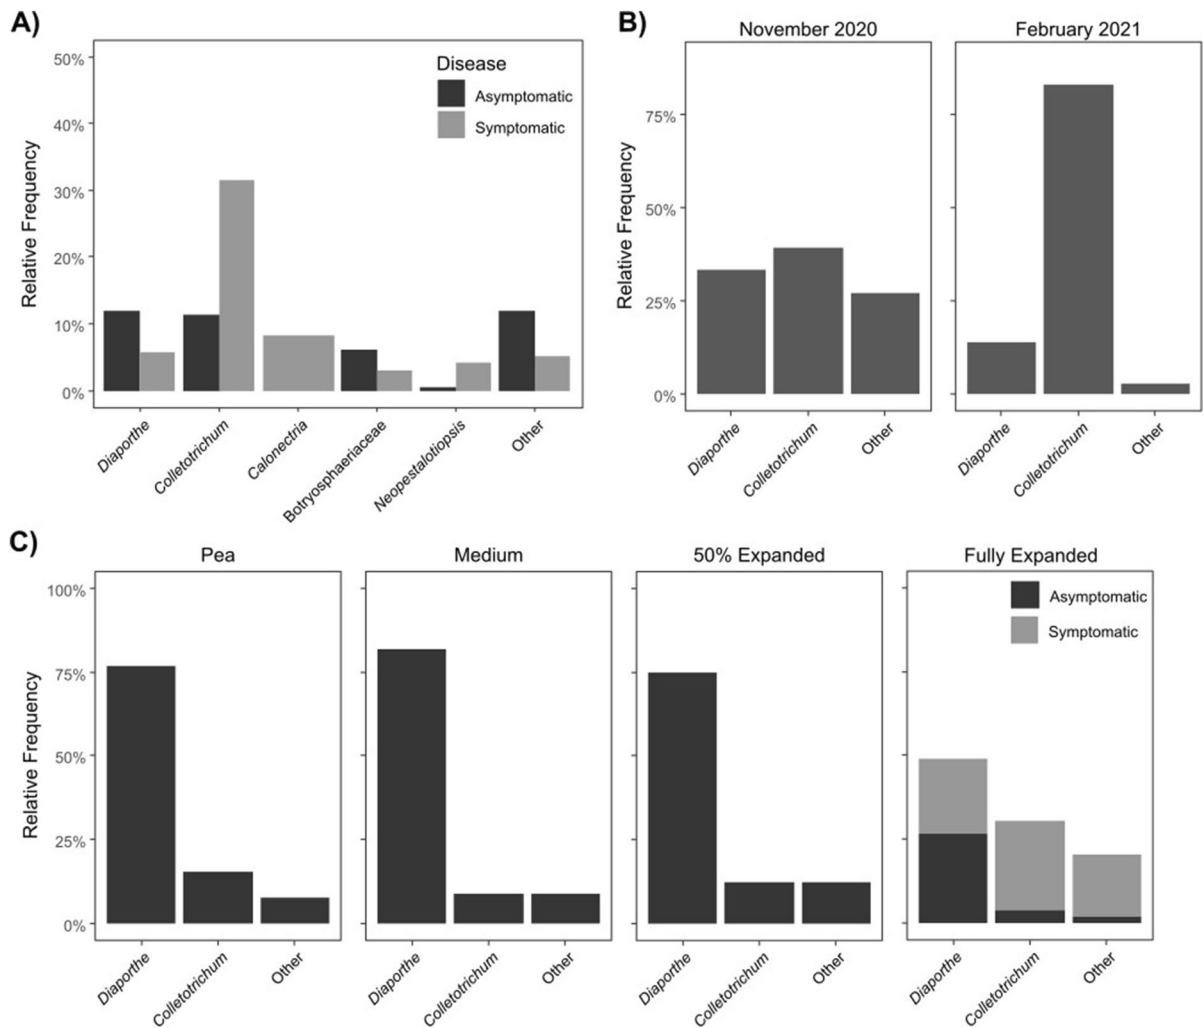 A)
50%
40%
30%
20%
10%
0%
Relative Frequency
Disease
Asymptomatic
Symptomatic
Diaporthe
Colletotrichum
Calonectria
Botryosphaeriaceae
Neopestalotiopsis
Other
B)
November 2020
February 2021
75%
50%
25%
0%
Relative Frequency
Diaporthe
Colletotrichum
Other
Diaporthe
Colletotrichum
Other
C)
Pea
Medium
50% Expanded
Fully Expanded
100%
75%
50%
25%
0%
Relative Frequency
Asymptomatic
Symptomatic
Diaporthe
Colletotrichum
Other
Diaporthe
Colletotrichum
Other
Diaporthe
Colletotrichum
Other
Diaporthe
Colletotrichum
Other